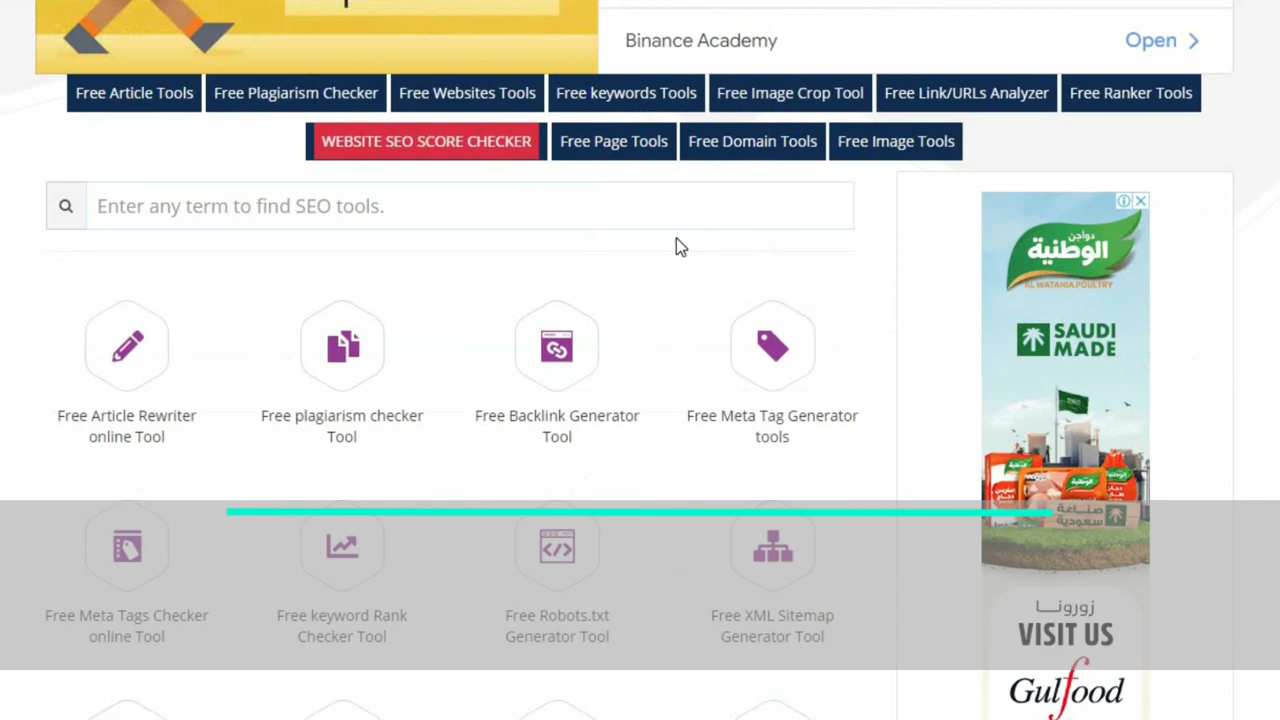 Binance Academy
Open
Free Article Tools
Free Plagiarism Checker
Free Websites Tools
Free keywords Tools
Free Image Crop Tool
Free Link/URLs Analyzer
Free Ranker Tools
WEBSITE SEO SCORE CHECKER
Free Page Tools
Free Domain Tools
Free Image Tools
Enter any term to find SEO tools.
Free Article Rewriter
online Tool
Free plagiarism checker
Tool
Free Backlink Generator
Tool
Free Meta Tag Generator
tools
Free Meta Tags Checker
online Tool
Free keyword Rank
Checker Tool
Free Robots.txt
Generator Tool
Free XML Sitemap
Generator Tool
دواجن
الوطنية
AL WATANIA POULTRY
SAUDI
MADE
صناعة
سعودية
زورونا
VISIT US
Gulfood